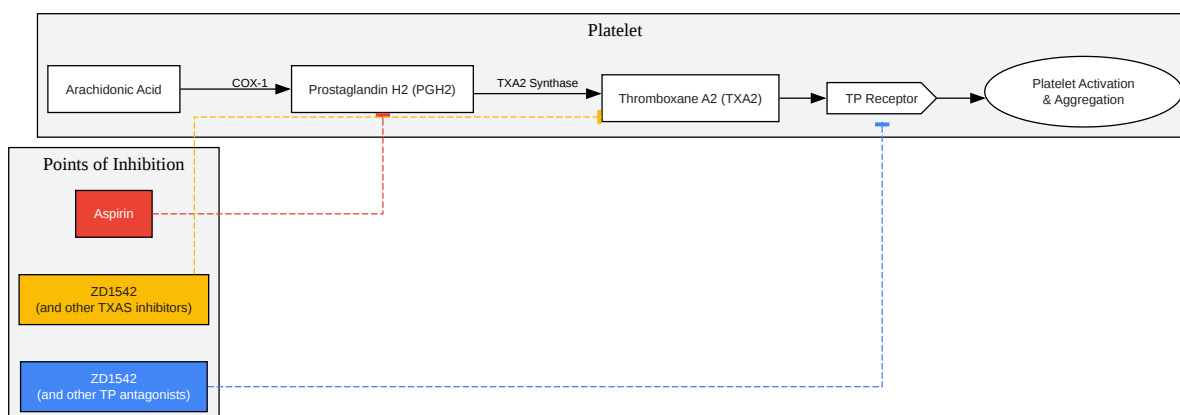 Platelet
Arachidonic Acid
COX-1
Prostaglandin H2 (PGH2)
TXA2 Synthase
Thromboxane A2 (TXA2)
TP Receptor
Platelet Activation
& Aggregation
Points of Inhibition
Aspirin
ZD1542
(and other TXAS inhibitors)
ZD1542
(and other TP antagonists)